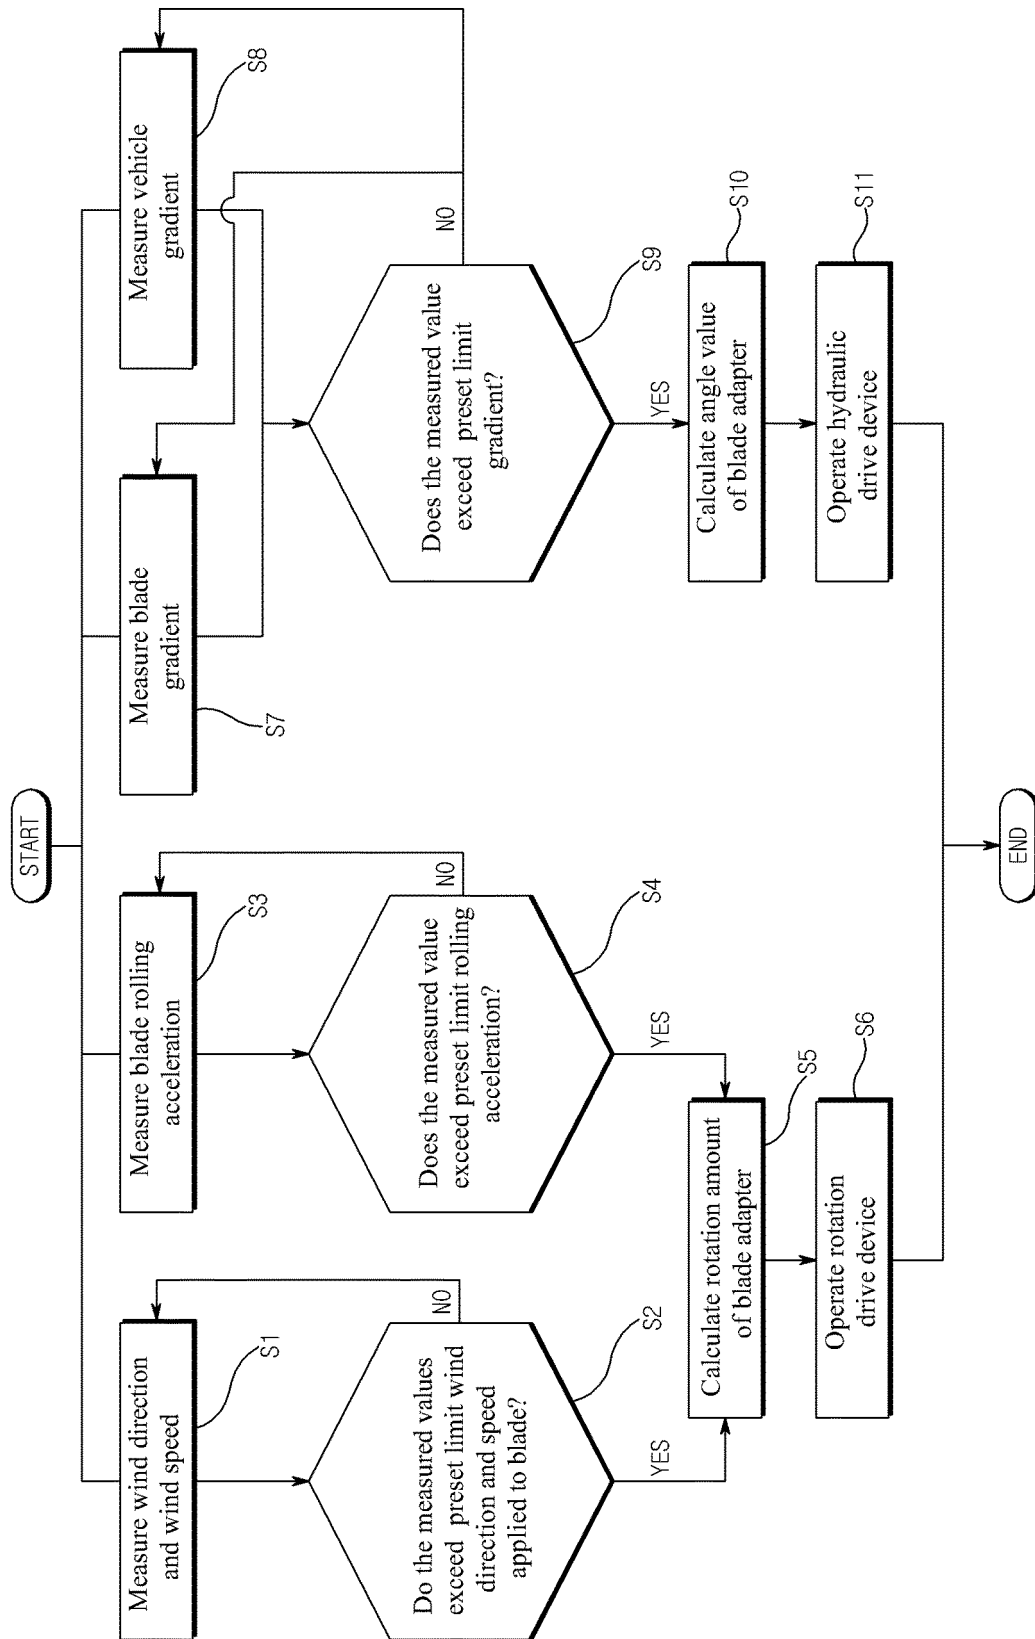 START
Measure wind direction
and wind speed
S1
Do the measured values
exceed preset limit wind
direction and speed
applied to blade?
S2
NO
YES
Measure blade rolling
acceleration
S3
Does the measured value
exceed preset limit rolling
acceleration?
S4
NO
YES
Calculate rotation amount
of blade adapter
S5
Operate rotation
drive device
S6
Measure blade
gradient
S7
Measure vehicle
gradient
S8
Does the measured value
exceed preset limit
gradient?
S9
NO
YES
Calculate angle value
of blade adapter
S10
Operate hydraulic
drive device
S11
END